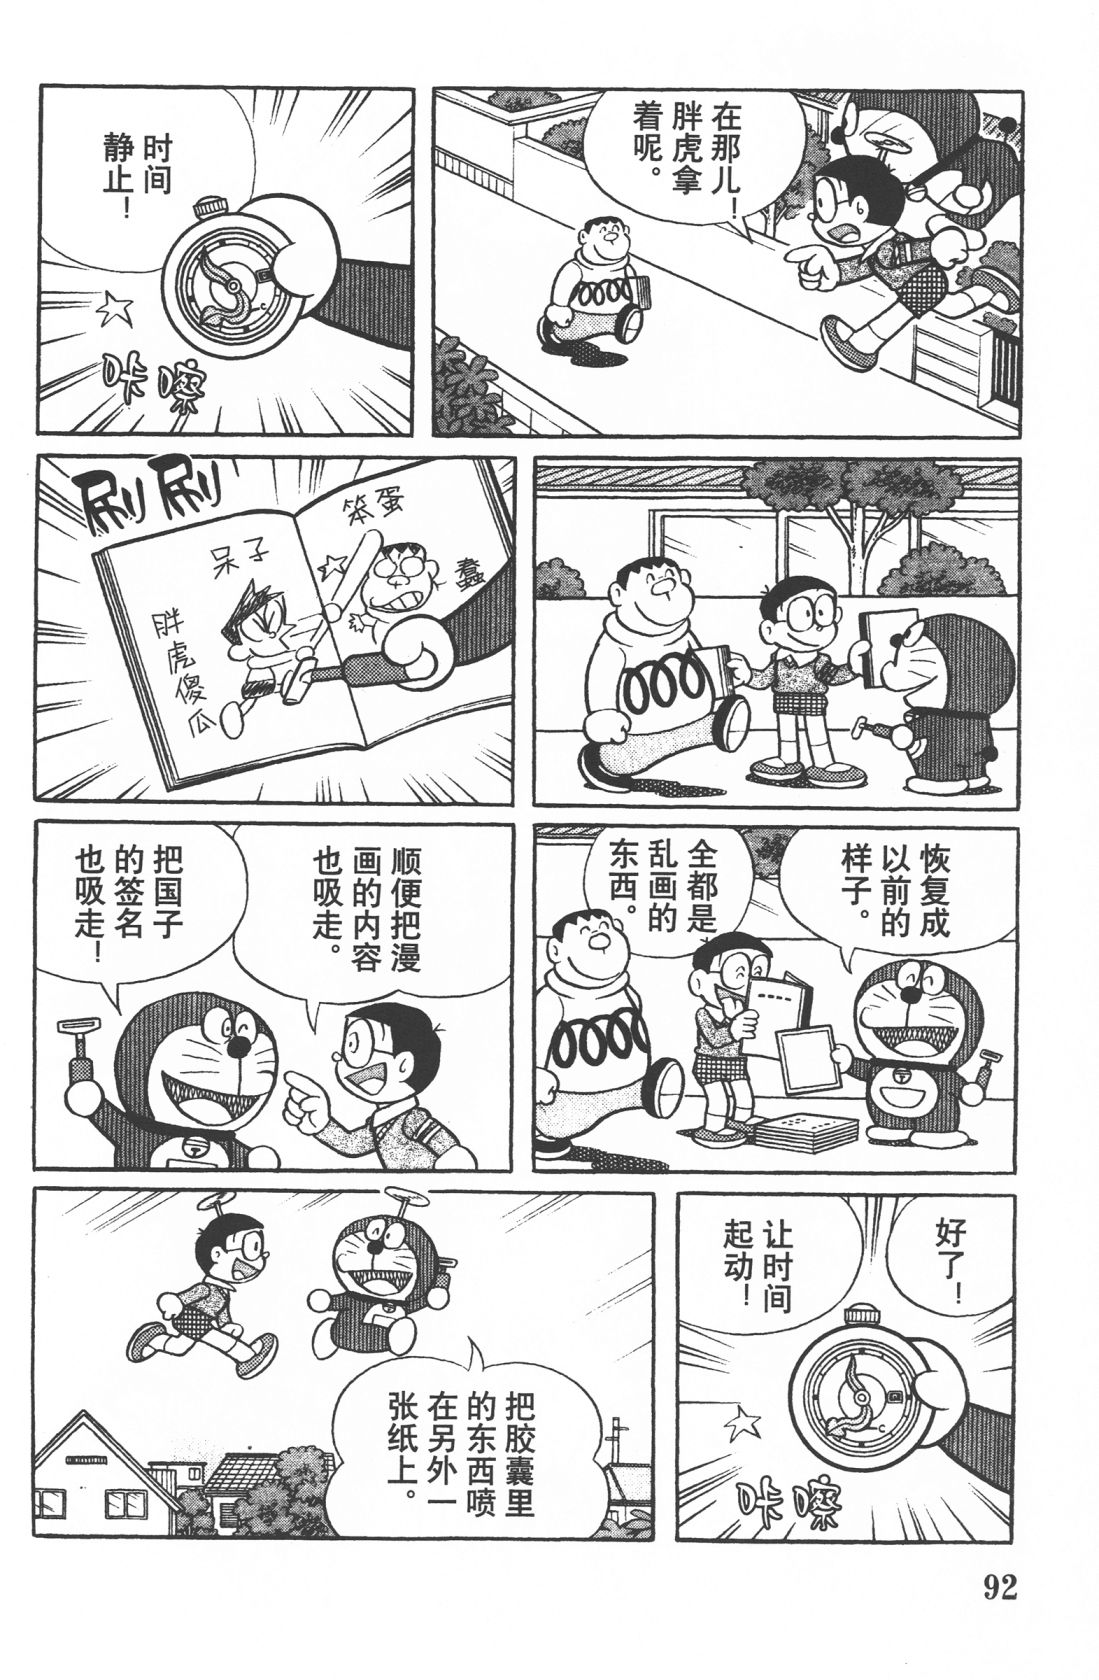 在那儿！
胖虎拿
着呢。
时间
静止！
咔嚓
刷刷
笨蛋
蠢
呆子
胖虎傻瓜
恢复成
以前的
样子。
全都是
乱画的
东西。
顺便把漫
画的内容
也吸走。
把国子
的签名
也吸走！
好了！
让时间
起动！
咔嚓
把胶囊里
的东西喷
在另外一
张纸上。
92